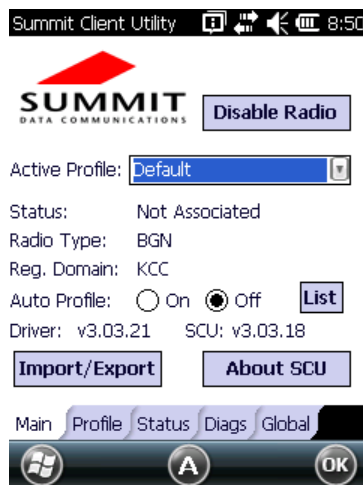 Summit Client Utility 8:50
SUMMIT
DATA COMMUNICATIONS
Disable Radio
Active Profile: Default
Status: Not Associated
Radio Type: BGN
Reg. Domain: KCC
Auto Profile: On Off List
Driver: v3.03.21 SCU: v3.03.18
Import/Export About SCU
Main Profile Status Diags Global
A OK